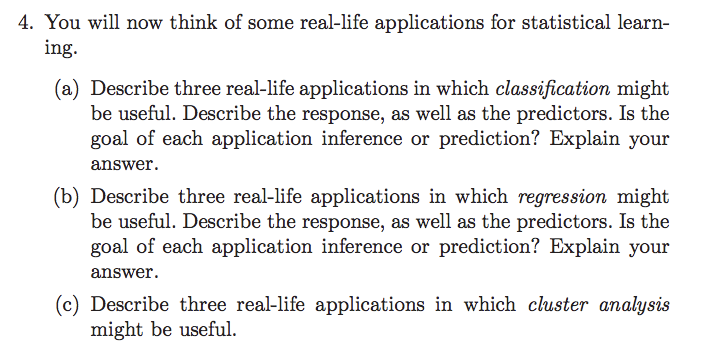 4. You will now think of some real-life applications for statistical learn-
ing.
(a) Describe three real-life applications in which classification might
be useful. Describe the response, as well as the predictors. Is the
goal of each application inference or prediction? Explain your
answer.
(b) Describe three real-life applications in which regression might
be useful. Describe the response, as well as the predictors. Is the
goal of each application inference or prediction? Explain your
answer.
(c) Describe three real-life applications in which cluster analysis
might be useful.